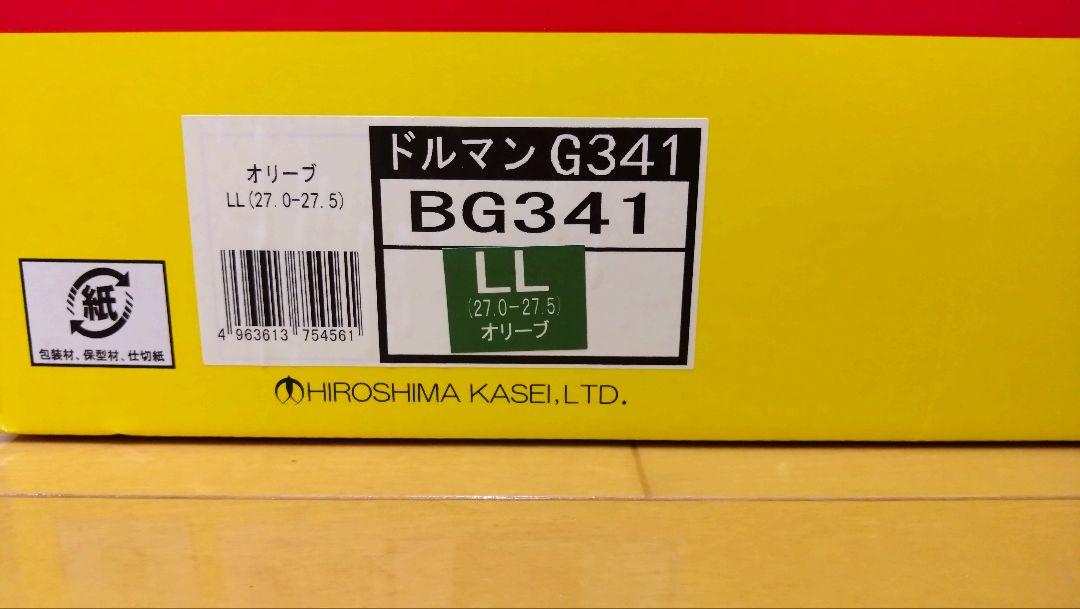 オリーブ
LL(27.0-27.5)
4 963613 754561
ドルマン G341
BG341
LL
(27.0-27.5)
オリーブ
紙
包装材、保型材、仕切紙
HIROSHIMA KASEI,LTD.